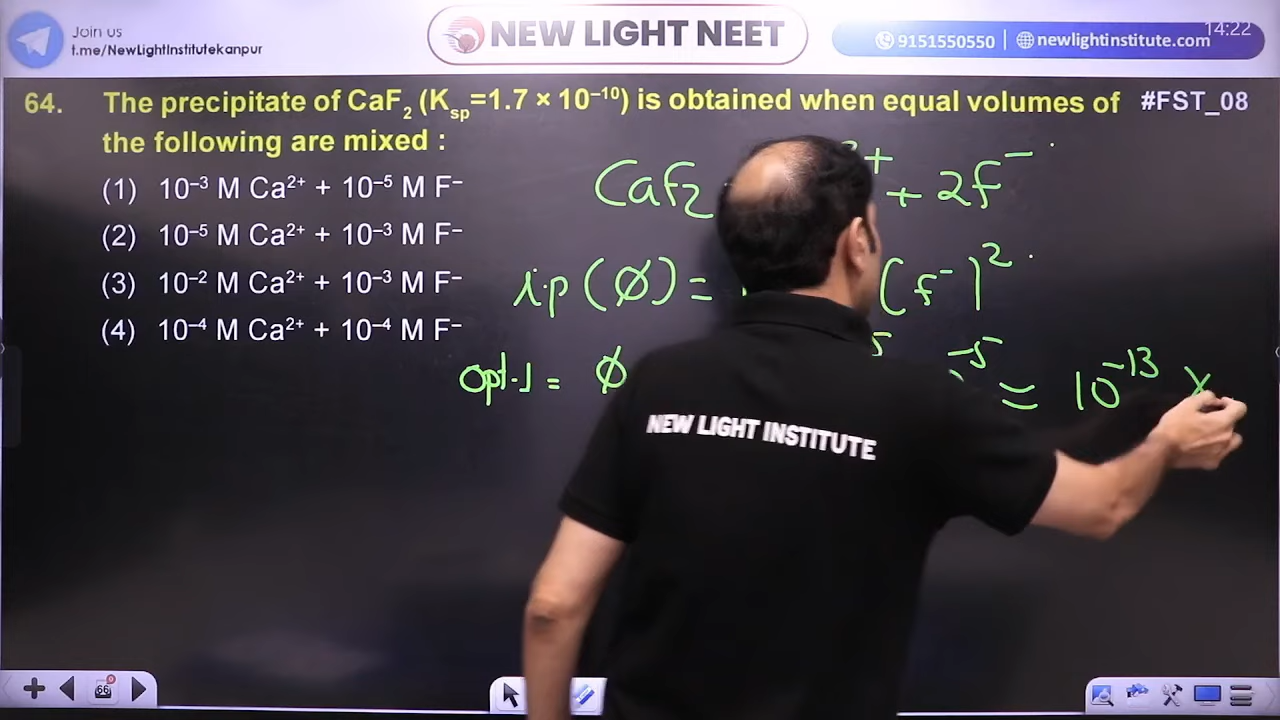 Join us
t.me/NewLightInstitutekanpur
NEW LIGHT NEET
9151550550 | newlightinstitute.com
14:22
64. The precipitate of CaF₂ (Ksp=1.7 × 10⁻¹⁰) is obtained when equal volumes of the following are mixed :
#FST_08
(1) 10⁻³ M Ca²⁺ + 10⁻⁵ M F⁻
(2) 10⁻⁵ M Ca²⁺ + 10⁻³ M F⁻
(3) 10⁻² M Ca²⁺ + 10⁻³ M F⁻
(4) 10⁻⁴ M Ca²⁺ + 10⁻⁴ M F⁻
Caf₂ + 2f⁻
i.p (ϕ) = (f⁻)²
opt.1 = ϕ = 10⁻¹³ X
NEW LIGHT INSTITUTE
66